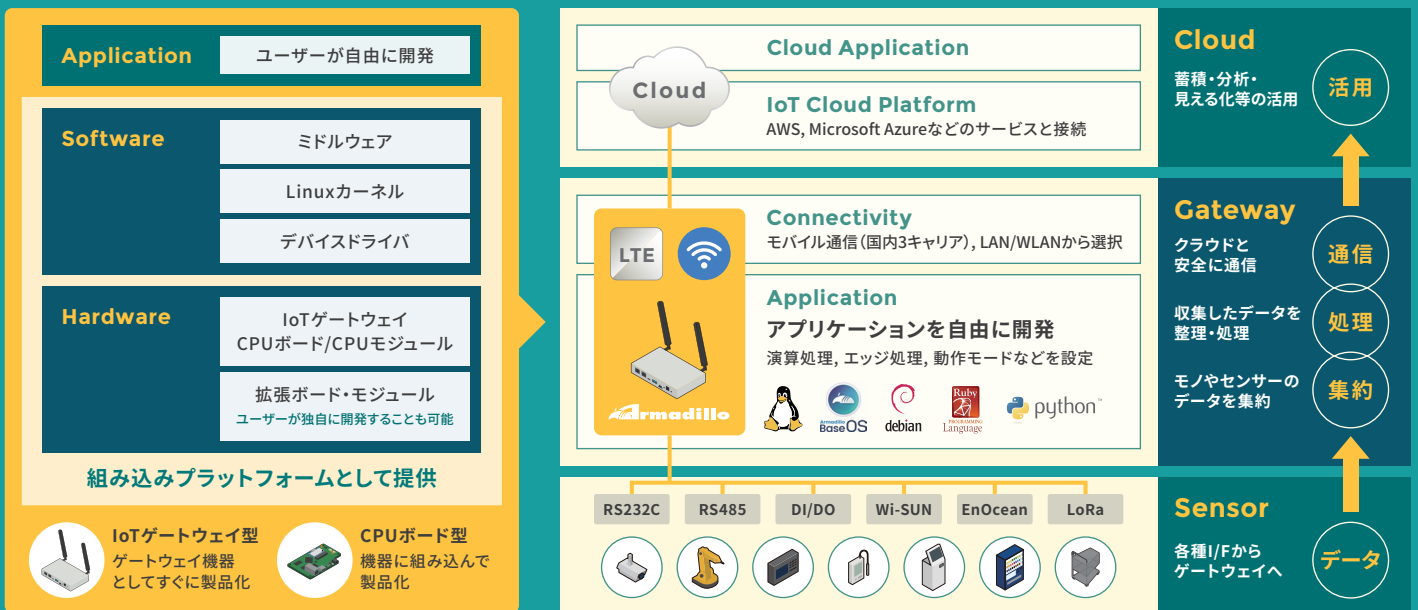 Application
ユーザーが自由に開発
Software
ミドルウェア
Linuxカーネル
デバイスドライバ
Hardware
IoTゲートウェイ
CPUボード/CPUモジュール
拡張ボード・モジュール
ユーザーが独自に開発することも可能
組み込みプラットフォームとして提供
IoTゲートウェイ型
ゲートウェイ機器
としてすぐに製品化
CPUボード型
機器に組み込んで
製品化
Cloud
Cloud Application
IoT Cloud Platform
AWS, Microsoft Azureなどのサービスと接続
LTE
Armadillo
Connectivity
モバイル通信(国内3キャリア), LAN/WLANから選択
Application
アプリケーションを自由に開発
演算処理, エッジ処理, 動作モードなどを設定
Armadillo
Base OS
debian
Ruby
PROGRAMMING
Language
python™
RS232C
RS485
DI/DO
Wi-SUN
EnOcean
LoRa
Cloud
蓄積・分析・
見える化等の活用
活用
Gateway
クラウドと
安全に通信
通信
収集したデータを
整理・処理
処理
モノやセンサーの
データを集約
集約
Sensor
各種I/Fから
ゲートウェイへ
データ